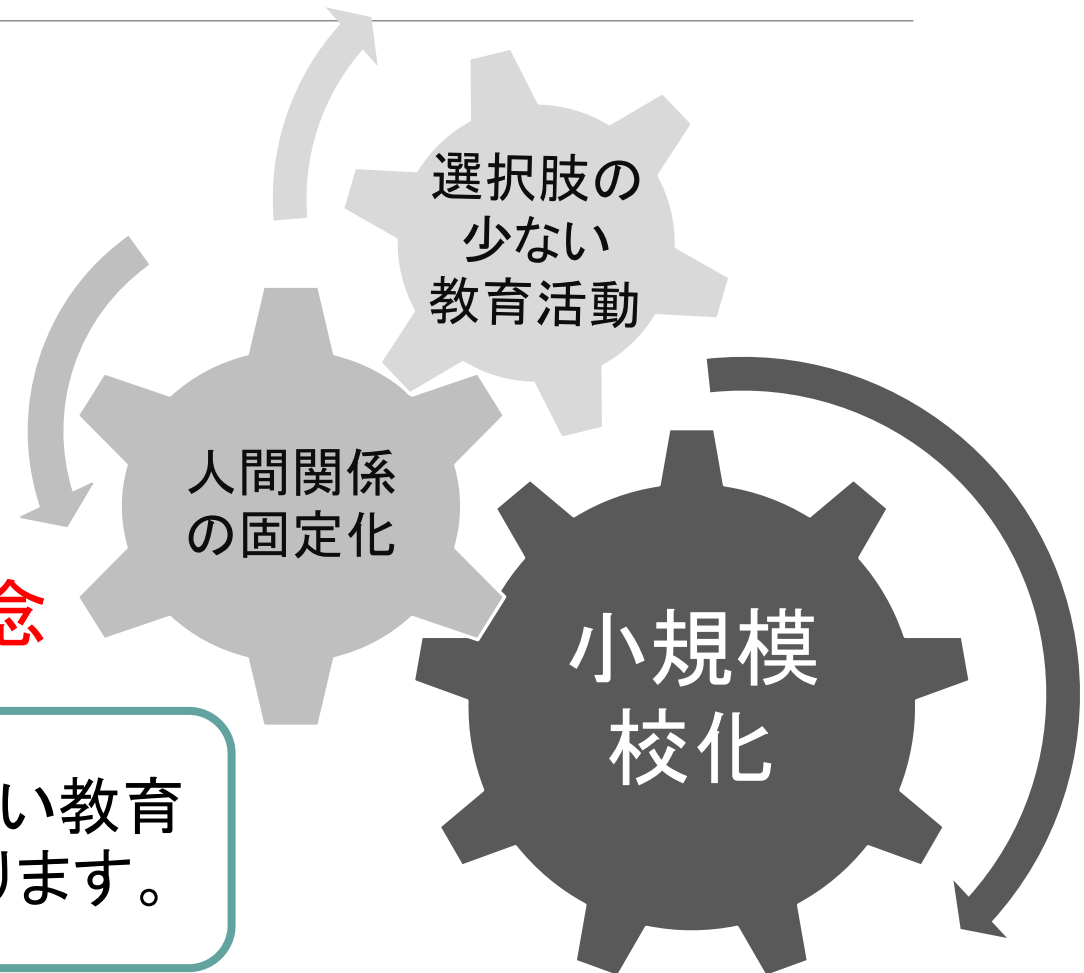 選択肢の
少ない
教育活動
人間関係
の固定化
念
小規模
校化
い教育
ります。